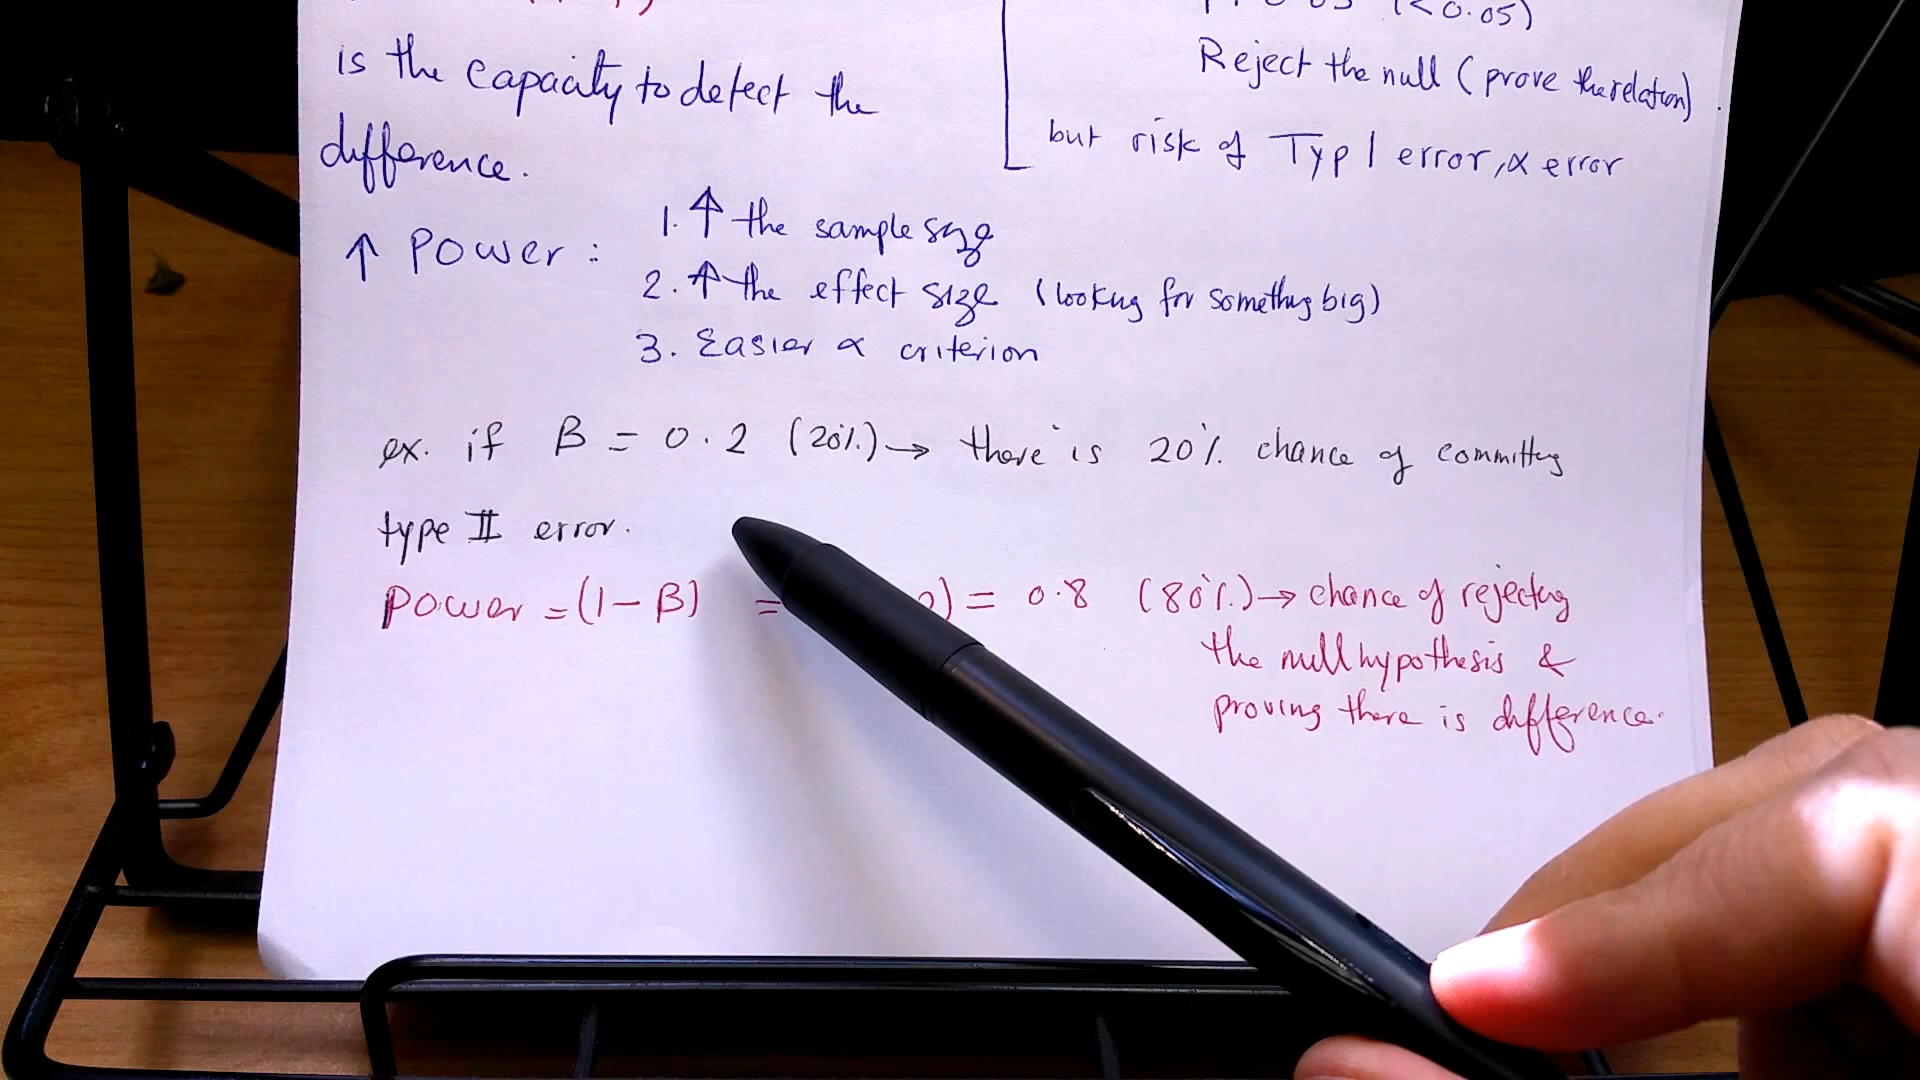 is the capacity to detect the
difference.
↑ Power :
1. ↑ the sample size
2. ↑ the effect size (looking for something big)
3. Easier α criterion
(<0.05)
Reject the null (prove the relation)
but risk of Typ 1 error, α error
ex. if β = 0.2 (20%) → there is 20% chance of committing
type II error.
Power = (1-β) = ) = 0.8 (80%) → chance of rejecting
the null hypothesis &
proving there is difference.